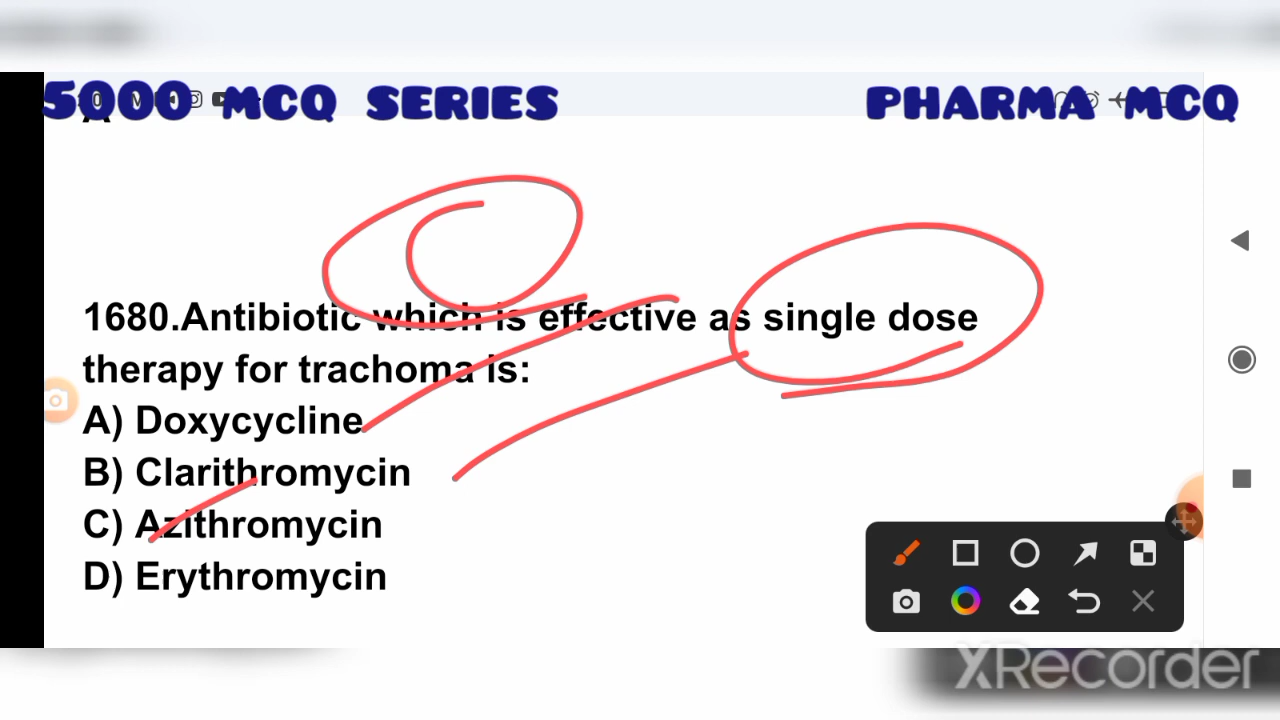 5000 MCQ SERIES
PHARMA MCQ
1680.Antibiotic which is effective as single dose
therapy for trachoma is:
A) Doxycycline
B) Clarithromycin
C) Azithromycin
D) Erythromycin
XRecorder